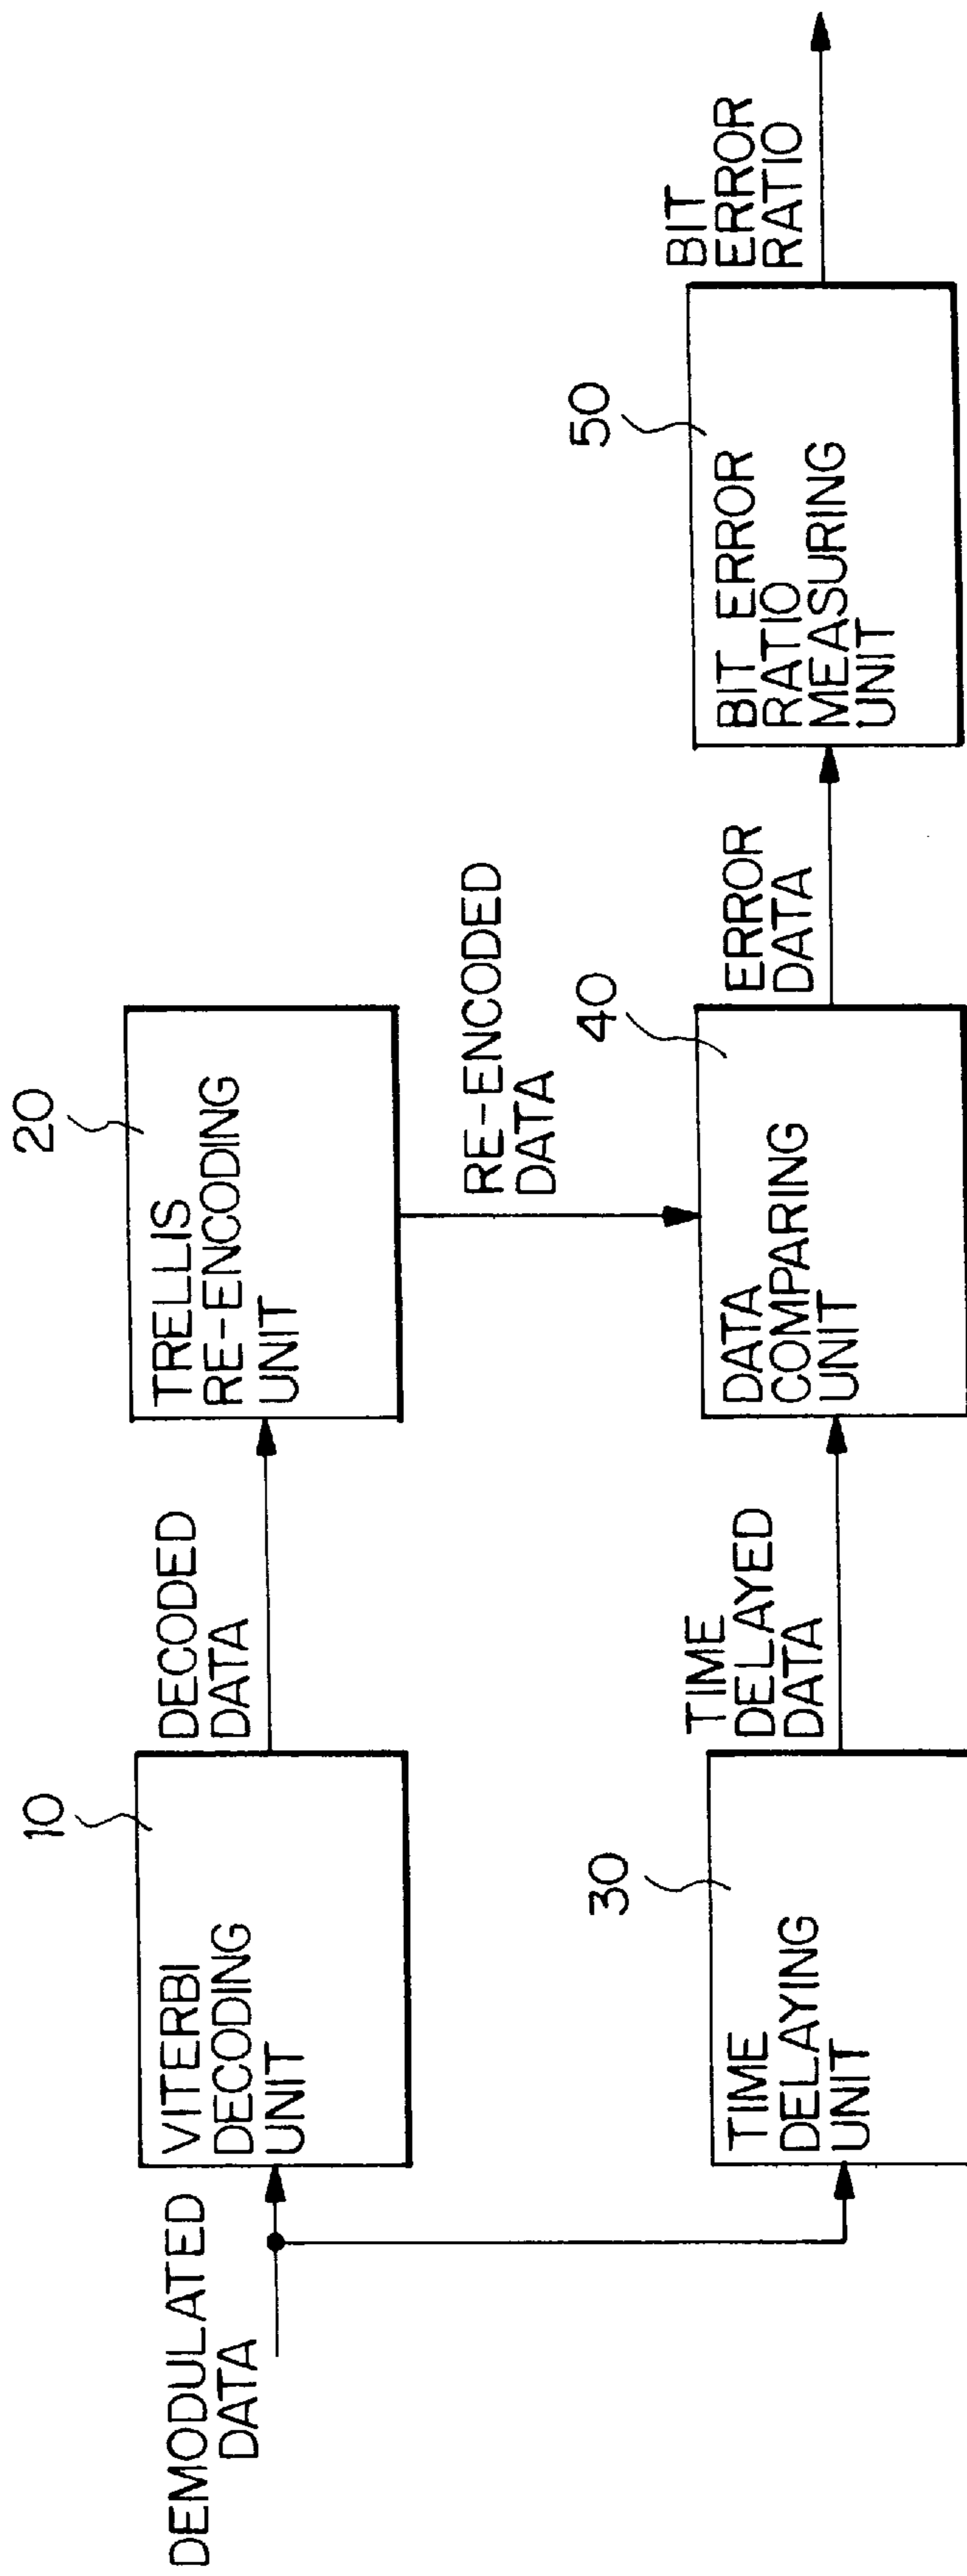 DEMODULATED
DATA
10
VITERBI
DECODING
UNIT
DECODED
DATA
20
TRELLIS
RE-ENCODING
UNIT
RE-ENCODED
DATA
30
TIME
DELAYING
UNIT
TIME
DELAYED
DATA
40
DATA
COMPARING
UNIT
ERROR
DATA
50
BIT ERROR
RATIO
MEASURING
UNIT
BIT
ERROR
RATIO